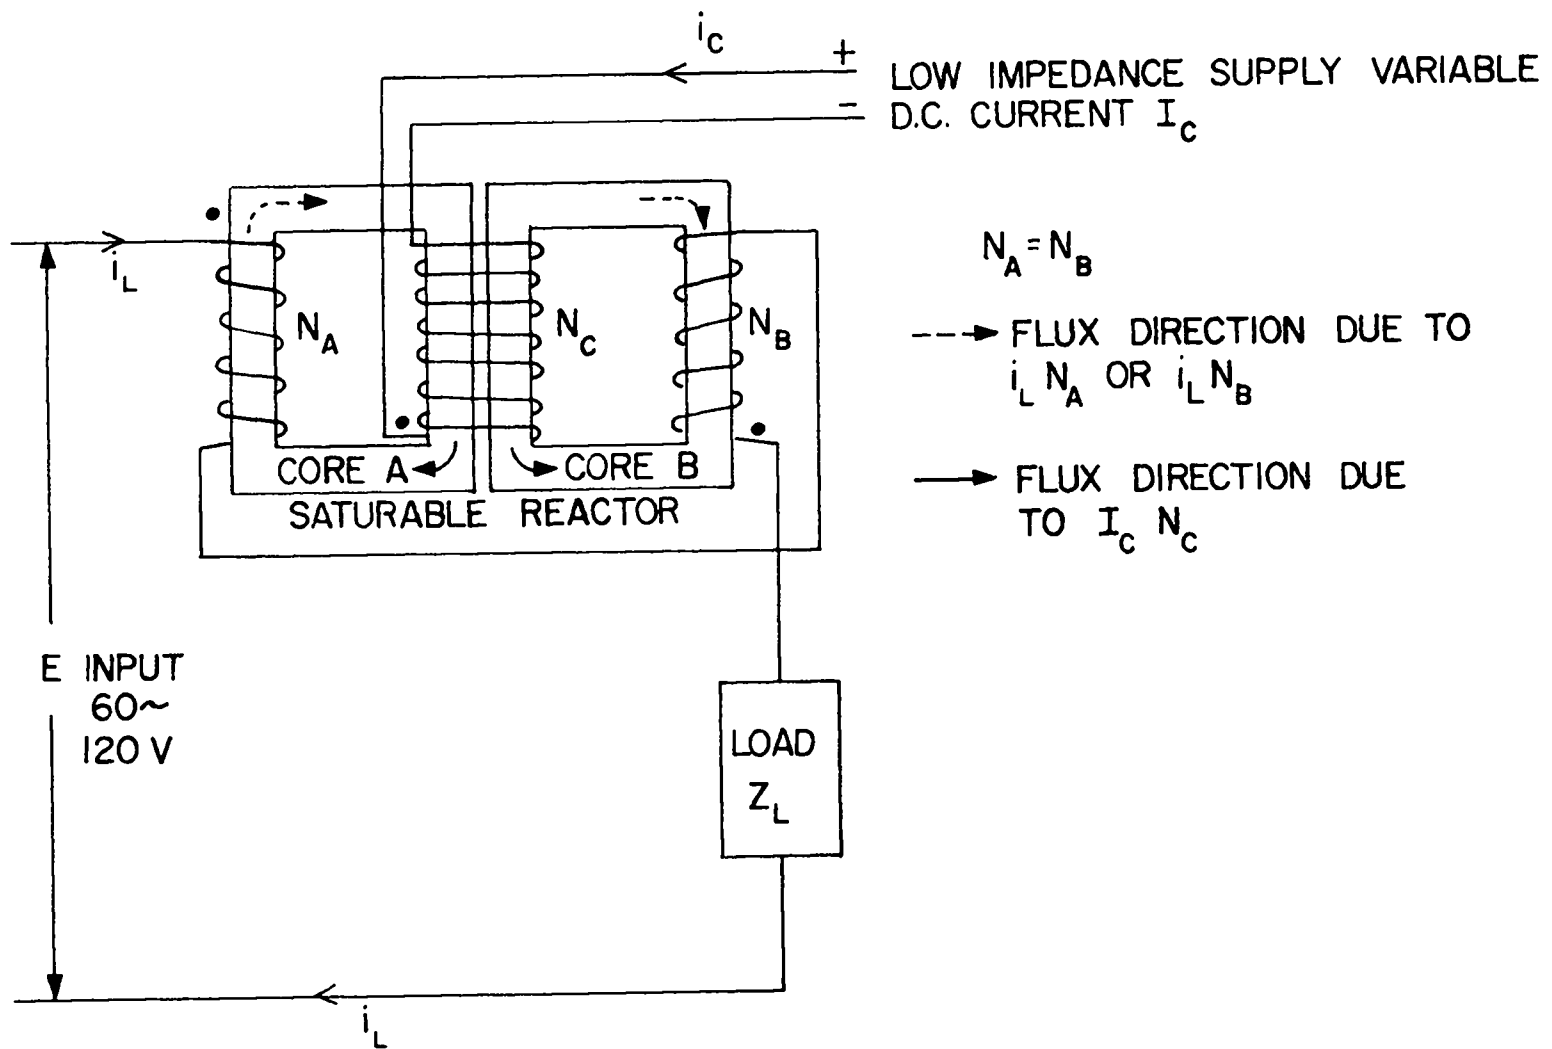 i_C
+
LOW IMPEDANCE SUPPLY VARIABLE
-
D.C. CURRENT I_C
i_L
N_A
N_C
N_B
N_A = N_B
FLUX DIRECTION DUE TO
i_L N_A OR i_L N_B
CORE A
CORE B
SATURABLE REACTOR
FLUX DIRECTION DUE
TO I_C N_C
E INPUT
60~
120 V
LOAD
Z_L
i_L